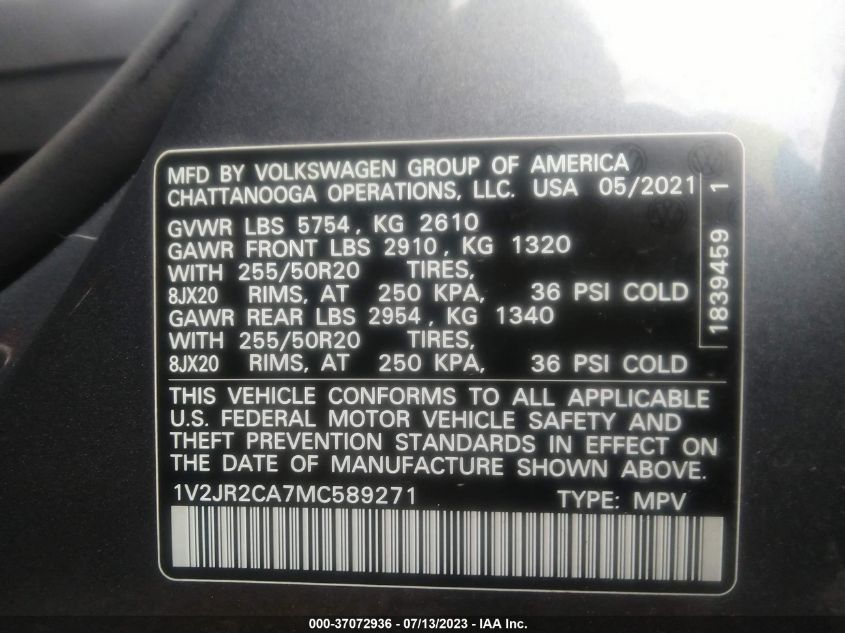 MFD BY VOLKSWAGEN GROUP OF AMERICA
CHATTANOOGA OPERATIONS, LLC. USA 05/2021
GVWR LBS 5754, KG 2610
GAWR FRONT LBS 2910, KG 1320
WITH 255/50R20 TIRES,
8JX20 RIMS, AT 250 KPA, 36 PSI COLD
GAWR REAR LBS 2954, KG 1340
WITH 255/50R20 TIRES,
8JX20 RIMS, AT 250 KPA, 36 PSI COLD
1839459 1
THIS VEHICLE CONFORMS TO ALL APPLICABLE
U.S. FEDERAL MOTOR VEHICLE SAFETY AND
THEFT PREVENTION STANDARDS IN EFFECT ON
THE DATE OF MANUFACTURE SHOWN ABOVE.
1V2JR2CA7MC589271 TYPE: MPV
000-37072936 - 07/13/2023 - IAA Inc.